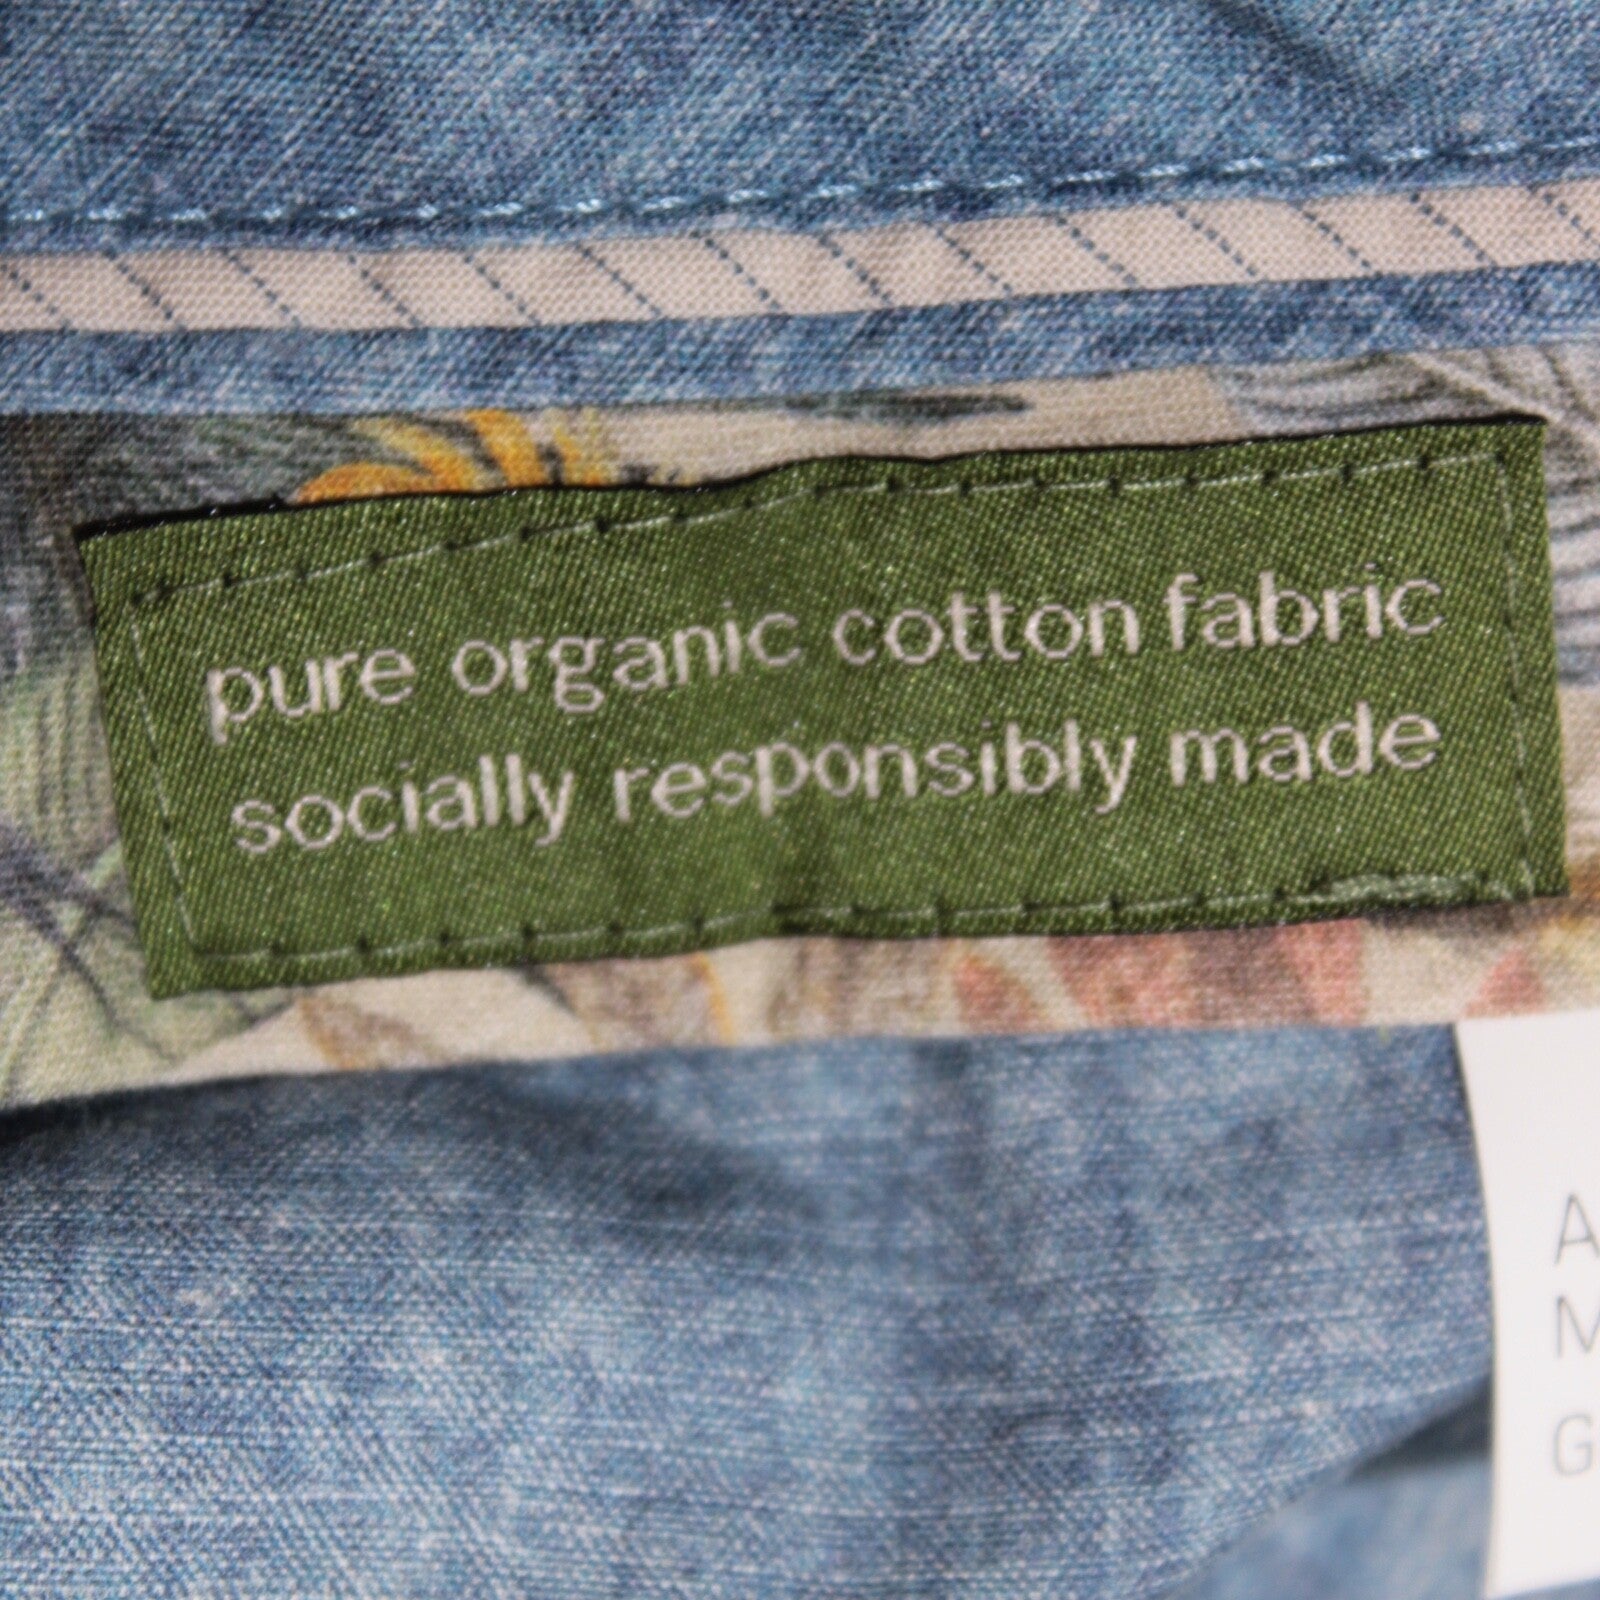 pure organic cotton fabric
socially responsibly made
A
M
G